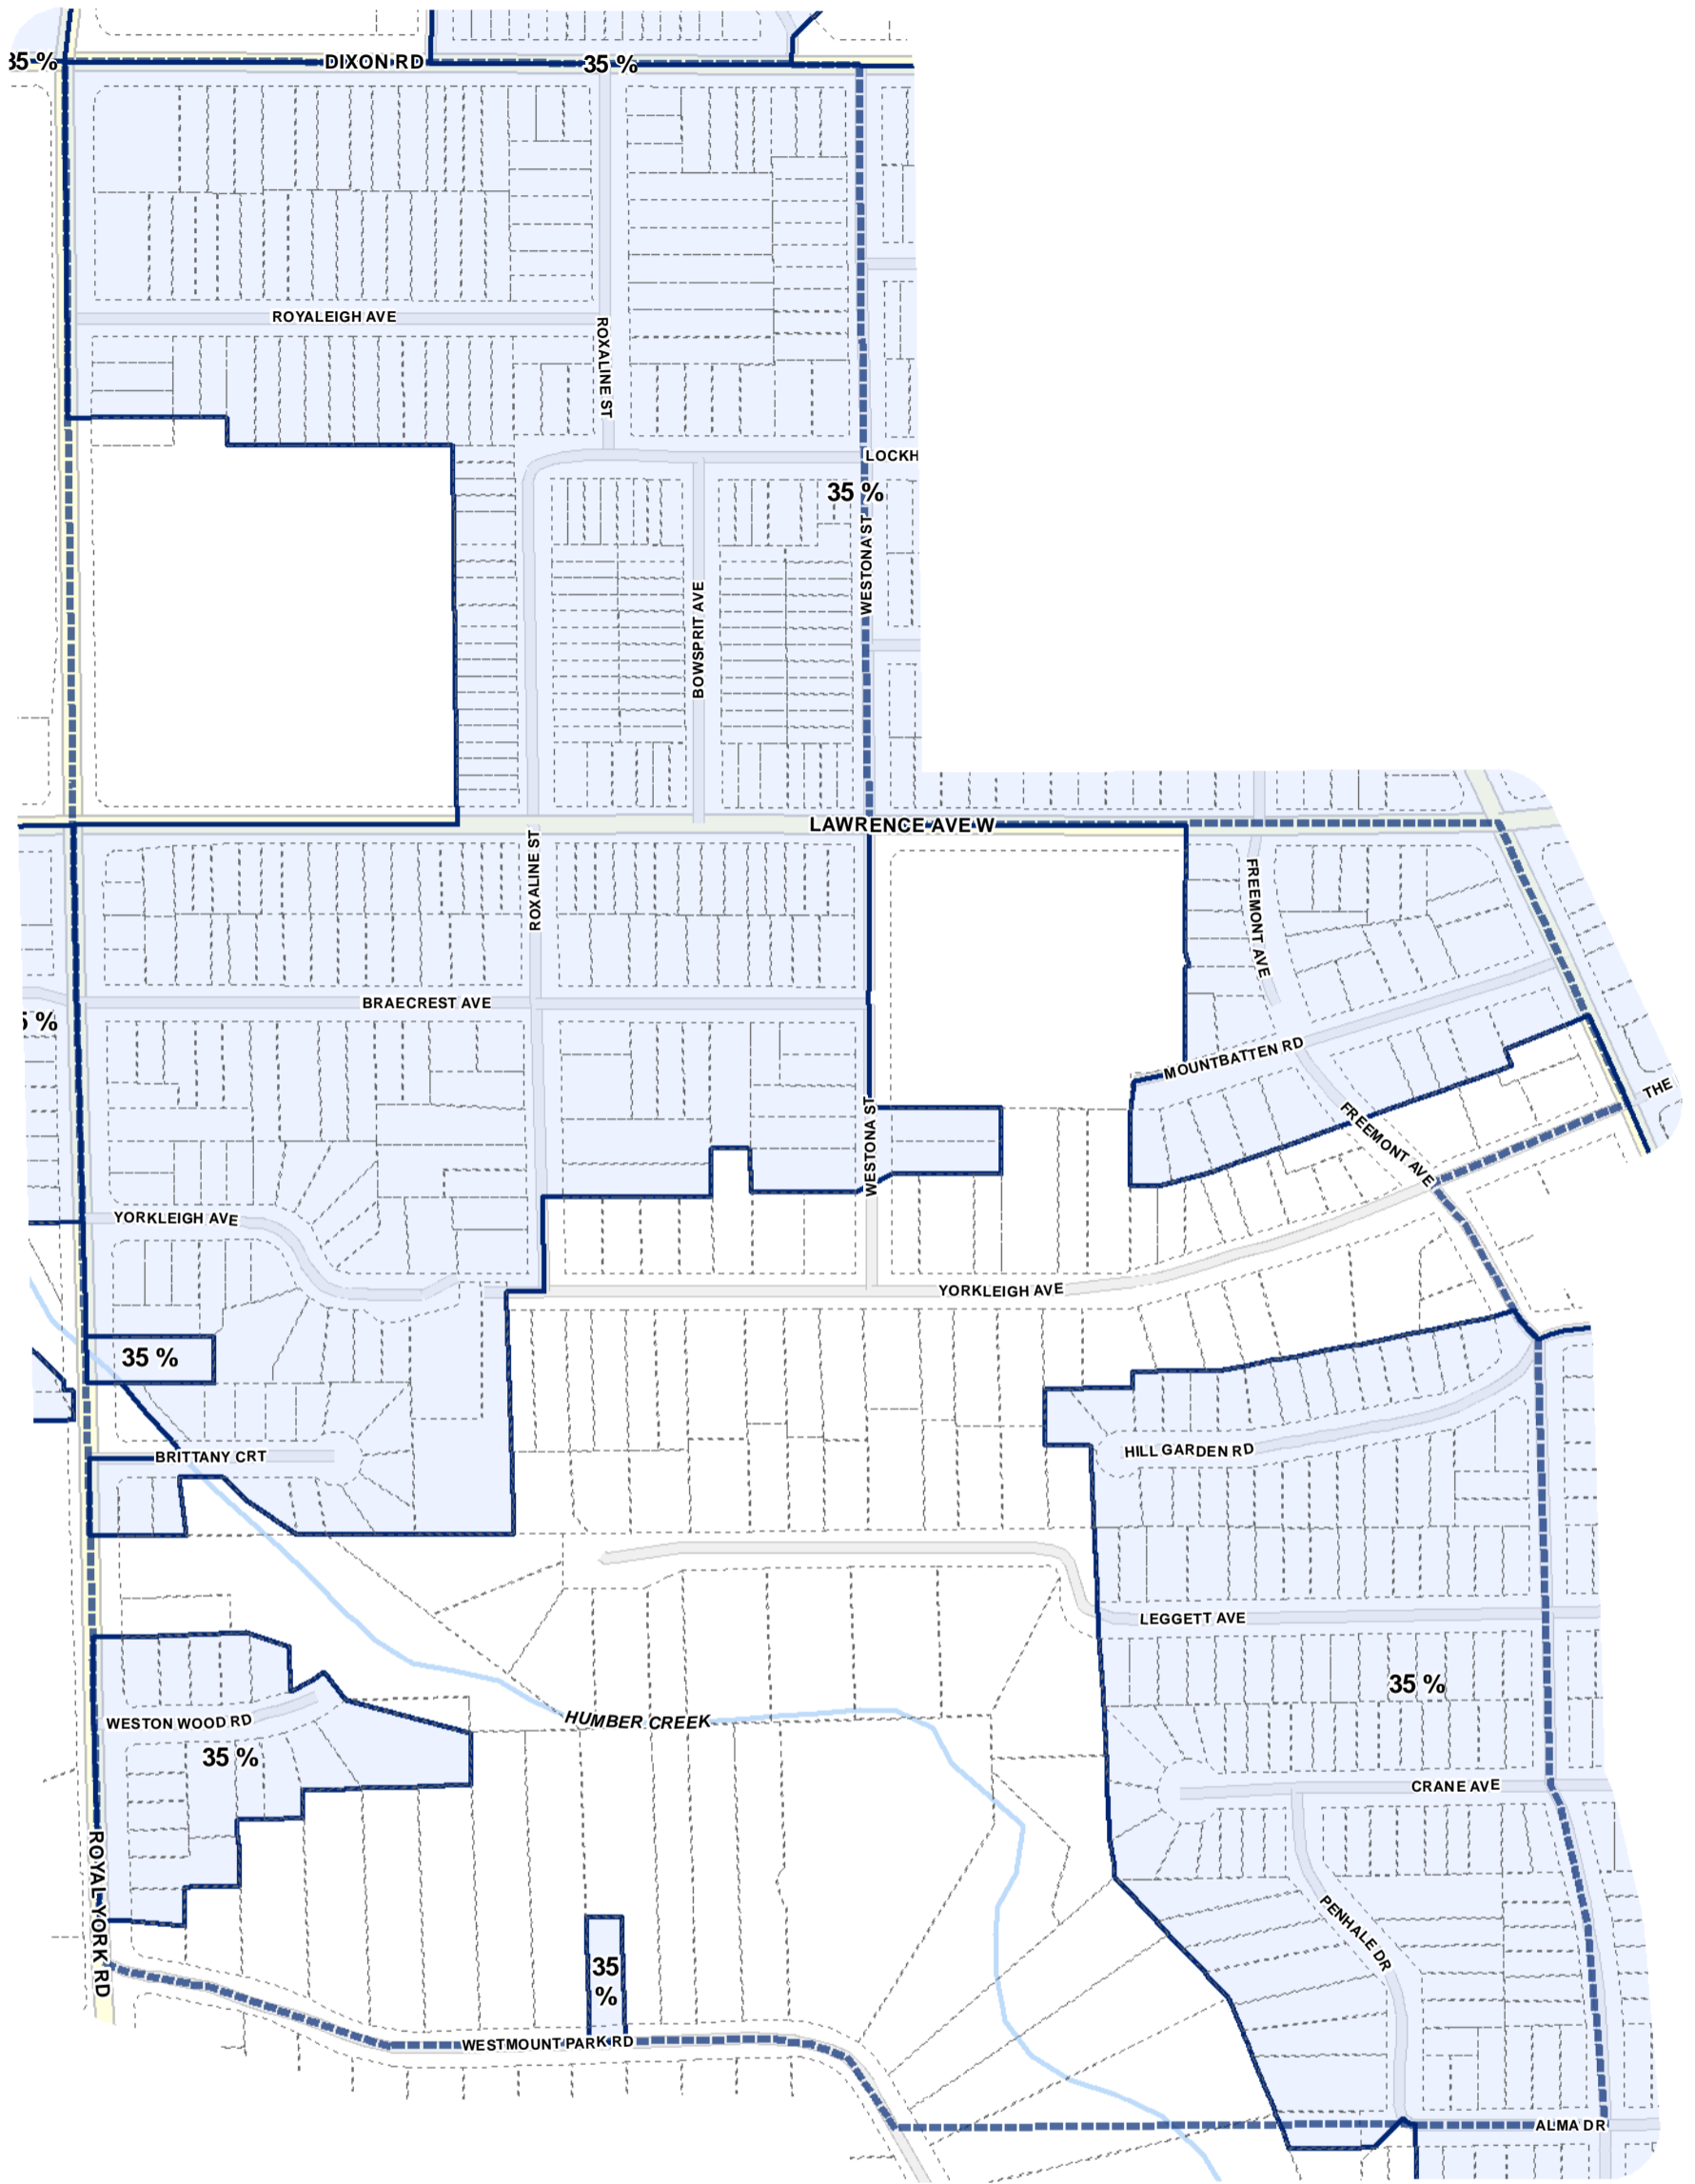 35 %
DIXON RD
35 %
ROYALEIGH AVE
ROXALINE ST
LOCKH
35 %
WESTONA ST
BOWSPRIT AVE
LAWRENCE AVE W
ROXALINE ST
FREEMONT AVE
BRAECREST AVE
5 %
MOUNTBATTEN RD
THE
FREEMONT AVE
WESTONA ST
YORKLEIGH AVE
YORKLEIGH AVE
35 %
BRITTANY CRT
HILL GARDEN RD
LEGGETT AVE
35 %
WESTON WOOD RD
HUMBER CREEK
35 %
CRANE AVE
ROYAL YORK RD
PENHALE DR
35
%
WESTMOUNT PARK RD
ALMA DR